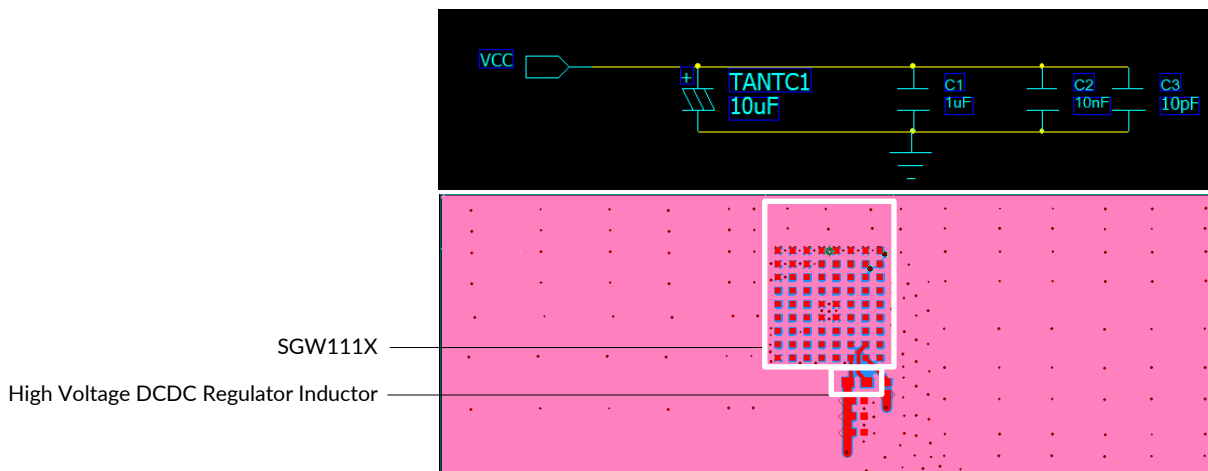 VCC
+
TANTC1
10uF
C1
1uF
C2
10nF
C3
10pF
SGW111X
High Voltage DCDC Regulator Inductor